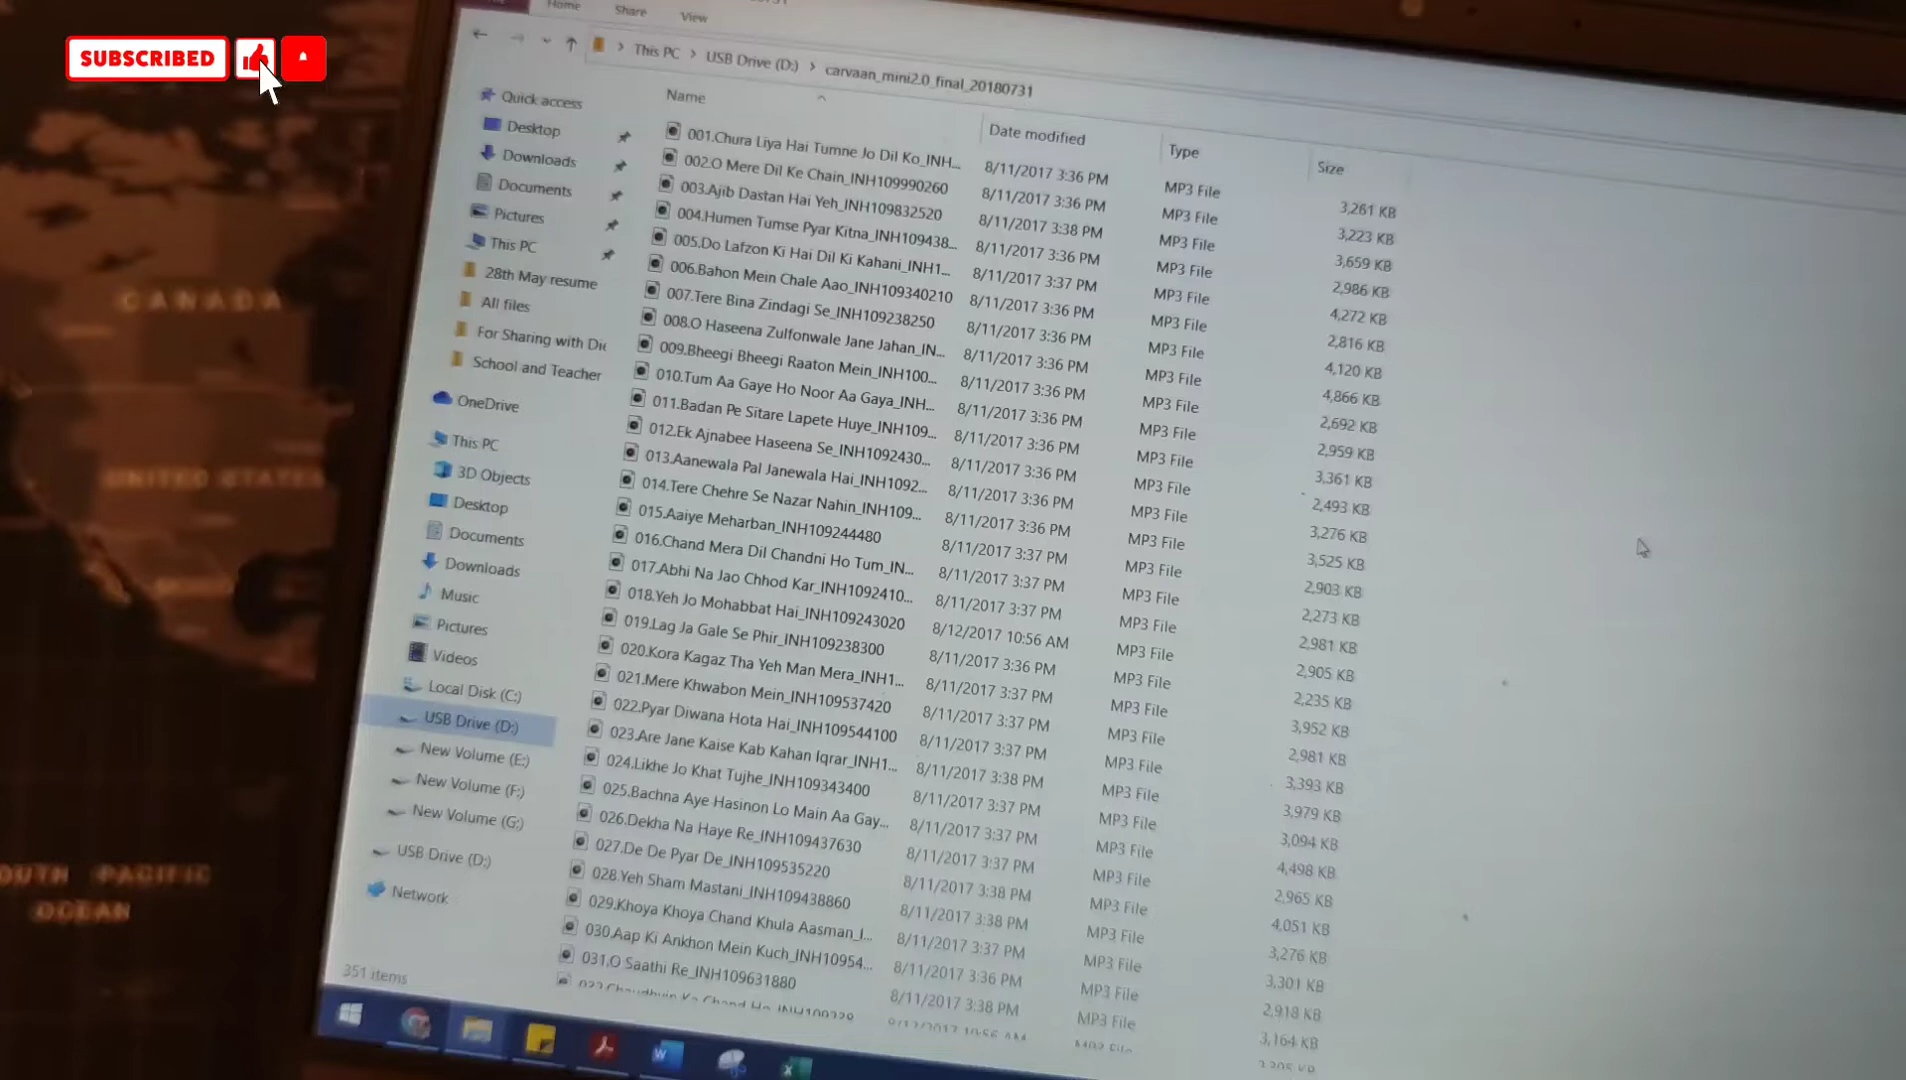 SUBSCRIBED
Home Share View
This PC > USB Drive (D:) > carvaan_mini2.0_final_20180731
Quick access
Desktop
Downloads
Documents
Pictures
This PC
28th May resume
All files
For Sharing with Die
School and Teacher
OneDrive
This PC
3D Objects
Desktop
Documents
Downloads
Music
Pictures
Videos
Local Disk (C:)
USB Drive (D:)
New Volume (E:)
New Volume (F:)
New Volume (G:)
USB Drive (D:)
Network
351 items
Name Date modified Type Size
001.Chura Liya Hai Tumne Jo Dil Ko_INH... 8/11/2017 3:36 PM MP3 File 3,261 KB
002.O Mere Dil Ke Chain_INH109990260 8/11/2017 3:36 PM MP3 File 3,223 KB
003.Ajib Dastan Hai Yeh_INH109832520 8/11/2017 3:38 PM MP3 File 3,659 KB
004.Humen Tumse Pyar Kitna_INH109438... 8/11/2017 3:36 PM MP3 File 2,986 KB
005.Do Lafzon Ki Hai Dil Ki Kahani_INH1... 8/11/2017 3:37 PM MP3 File 4,272 KB
006.Bahon Mein Chale Aao_INH109340210 8/11/2017 3:36 PM MP3 File 2,816 KB
007.Tere Bina Zindagi Se_INH109238250 8/11/2017 3:36 PM MP3 File 4,120 KB
008.O Haseena Zulfonwale Jane Jahan_IN... 8/11/2017 3:36 PM MP3 File 4,866 KB
009.Bheegi Bheegi Raaton Mein_INH100... 8/11/2017 3:36 PM MP3 File 2,692 KB
010.Tum Aa Gaye Ho Noor Aa Gaya_INH... 8/11/2017 3:36 PM MP3 File 2,959 KB
011.Badan Pe Sitare Lapete Huye_INH109... 8/11/2017 3:36 PM MP3 File 3,361 KB
012.Ek Ajnabee Haseena Se_INH1092430... 8/11/2017 3:36 PM MP3 File 2,493 KB
013.Aanewala Pal Janewala Hai_INH1092... 8/11/2017 3:36 PM MP3 File 3,276 KB
014.Tere Chehre Se Nazar Nahin_INH109... 8/11/2017 3:36 PM MP3 File 3,525 KB
015.Aaiye Meharban_INH109244480 8/11/2017 3:37 PM MP3 File 2,903 KB
016.Chand Mera Dil Chandni Ho Tum_IN... 8/11/2017 3:37 PM MP3 File 2,273 KB
017.Abhi Na Jao Chhod Kar_INH1092410... 8/11/2017 3:37 PM MP3 File 2,981 KB
018.Yeh Jo Mohabbat Hai_INH109243020 8/12/2017 10:56 AM MP3 File 2,905 KB
019.Lag Ja Gale Se Phir_INH109238300 8/11/2017 3:36 PM MP3 File 2,235 KB
020.Kora Kagaz Tha Yeh Man Mera_INH1... 8/11/2017 3:37 PM MP3 File 3,952 KB
021.Mere Khwabon Mein_INH109537420 8/11/2017 3:37 PM MP3 File 2,981 KB
022.Pyar Diwana Hota Hai_INH109544100 8/11/2017 3:37 PM MP3 File 3,393 KB
023.Are Jane Kaise Kab Kahan Iqrar_INH1... 8/11/2017 3:38 PM MP3 File 3,979 KB
024.Likhe Jo Khat Tujhe_INH109343400 8/11/2017 3:37 PM MP3 File 3,094 KB
025.Bachna Aye Hasinon Lo Main Aa Gay... 8/11/2017 3:37 PM MP3 File 4,498 KB
026.Dekha Na Haye Re_INH109437630 8/11/2017 3:37 PM MP3 File 2,965 KB
027.De De Pyar De_INH109535220 8/11/2017 3:38 PM MP3 File 4,051 KB
028.Yeh Sham Mastani_INH109438860 8/11/2017 3:38 PM MP3 File 3,276 KB
029.Khoya Khoya Chand Khula Aasman_I... 8/11/2017 3:37 PM MP3 File 3,301 KB
030.Aap Ki Ankhon Mein Kuch_INH10954... 8/11/2017 3:36 PM MP3 File 2,918 KB
031.O Saathi Re_INH109631880 8/11/2017 3:38 PM MP3 File 3,164 KB
CANADA
UNITED STATES
PACIFIC
OCEAN